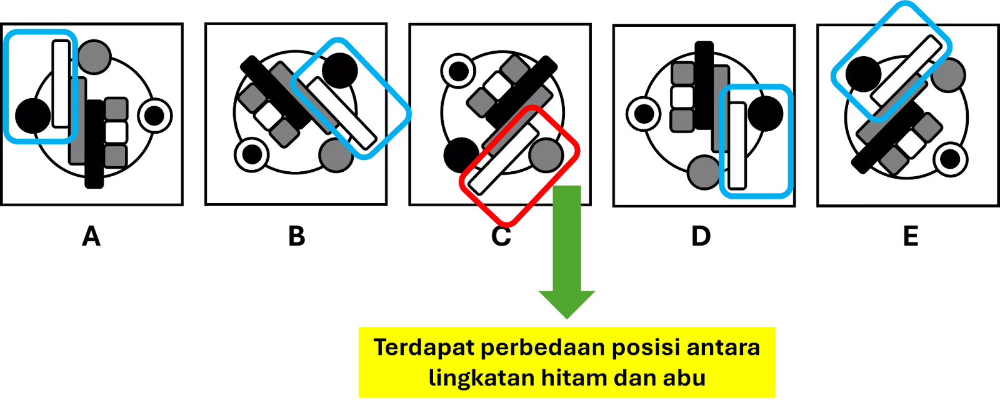 A
B
C
D
E
Terdapat perbedaan posisi antara
lingkatan hitam dan abu